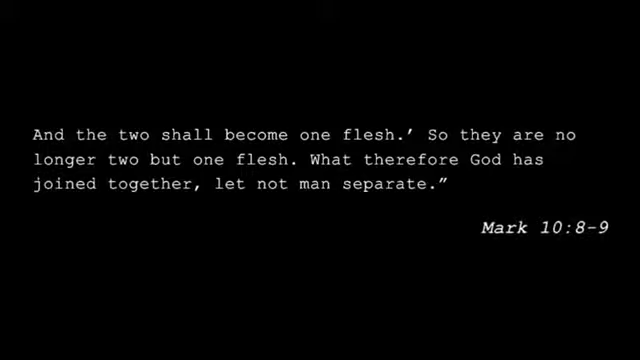 And the two shall become one flesh.’ So they are no
longer two but one flesh. What therefore God has
joined together, let not man separate.”
Mark 10:8-9